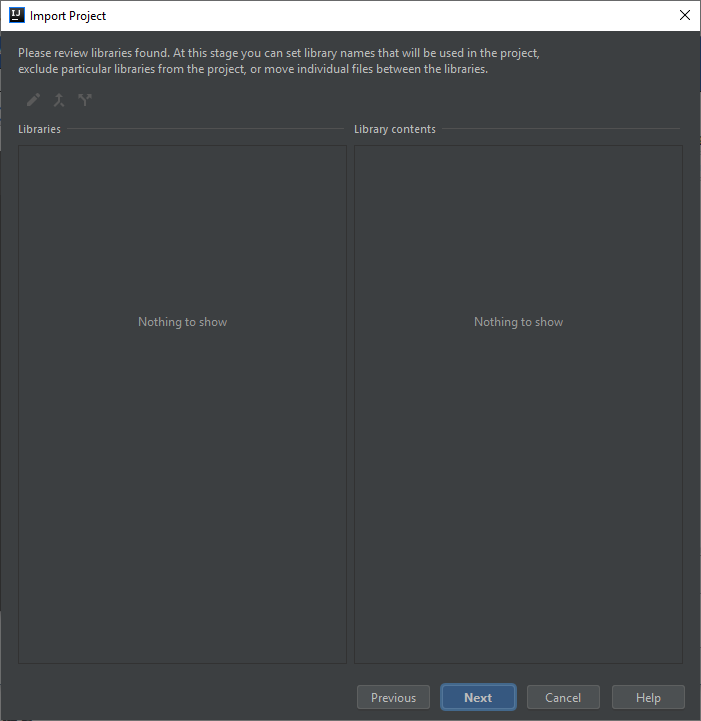 IJ Import Project
Please review libraries found. At this stage you can set library names that will be used in the project,
exclude particular libraries from the project, or move individual files between the libraries.
Libraries
Library contents
Nothing to show
Nothing to show
Previous
Next
Cancel
Help